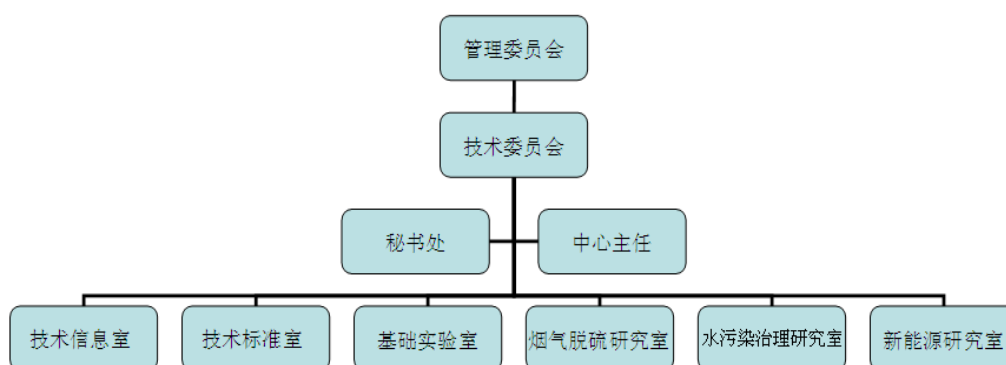 管理委员会
技术委员会
秘书处
中心主任
技术信息室
技术标准室
基础实验室
烟气脱硫研究室
水污染治理研究室
新能源研究室